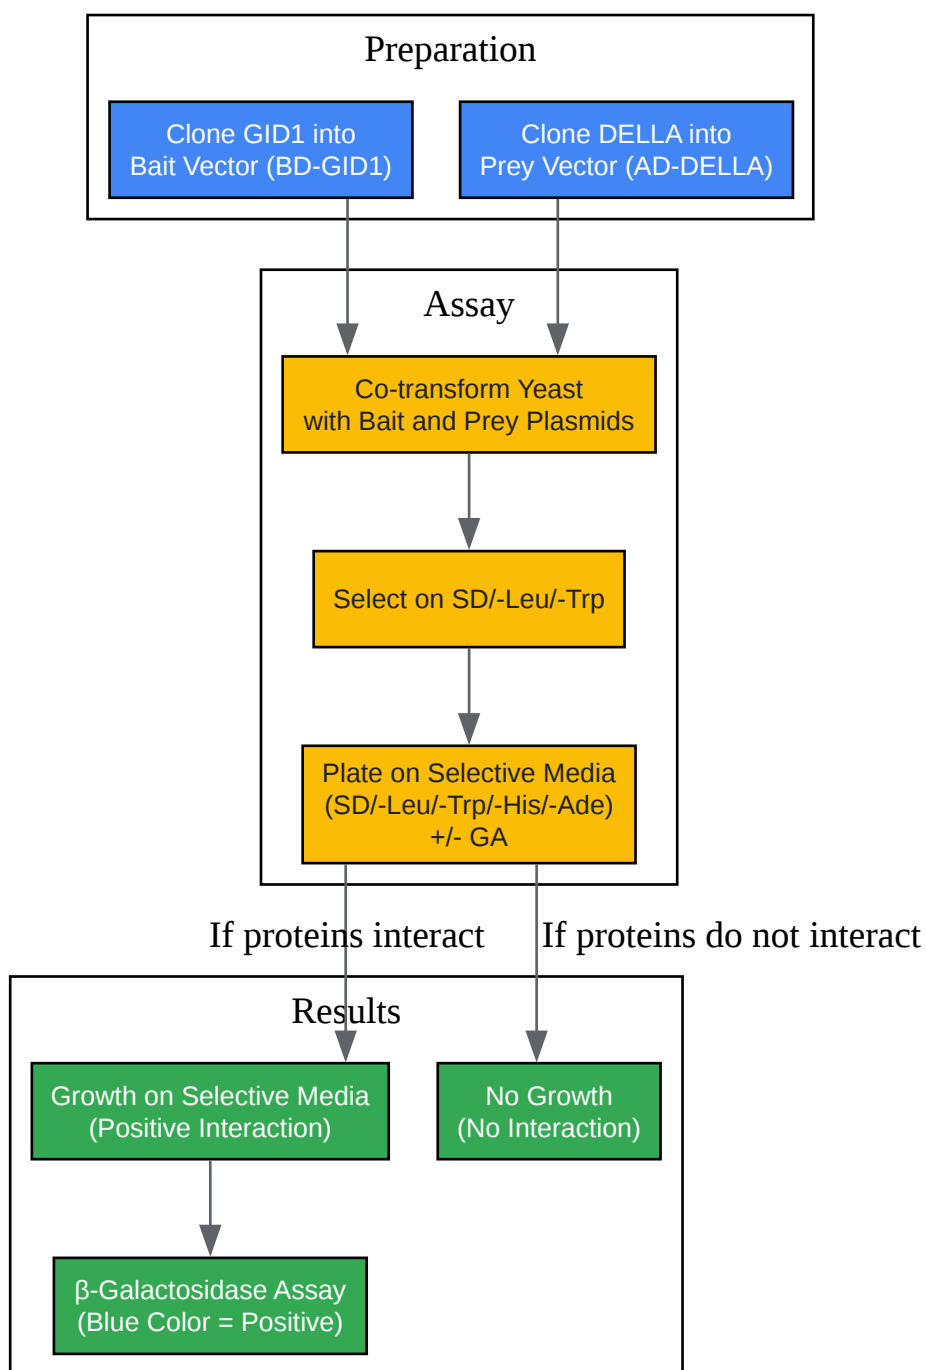 Preparation
Clone GID1 into
Bait Vector (BD-GID1)
Clone DELLA into
Prey Vector (AD-DELLA)
Assay
Co-transform Yeast
with Bait and Prey Plasmids
Select on SD/-Leu/-Trp
Plate on Selective Media
(SD/-Leu/-Trp/-His/-Ade)
+/- GA
If proteins interact
If proteins do not interact
Results
Growth on Selective Media
(Positive Interaction)
No Growth
(No Interaction)
β-Galactosidase Assay
(Blue Color = Positive)